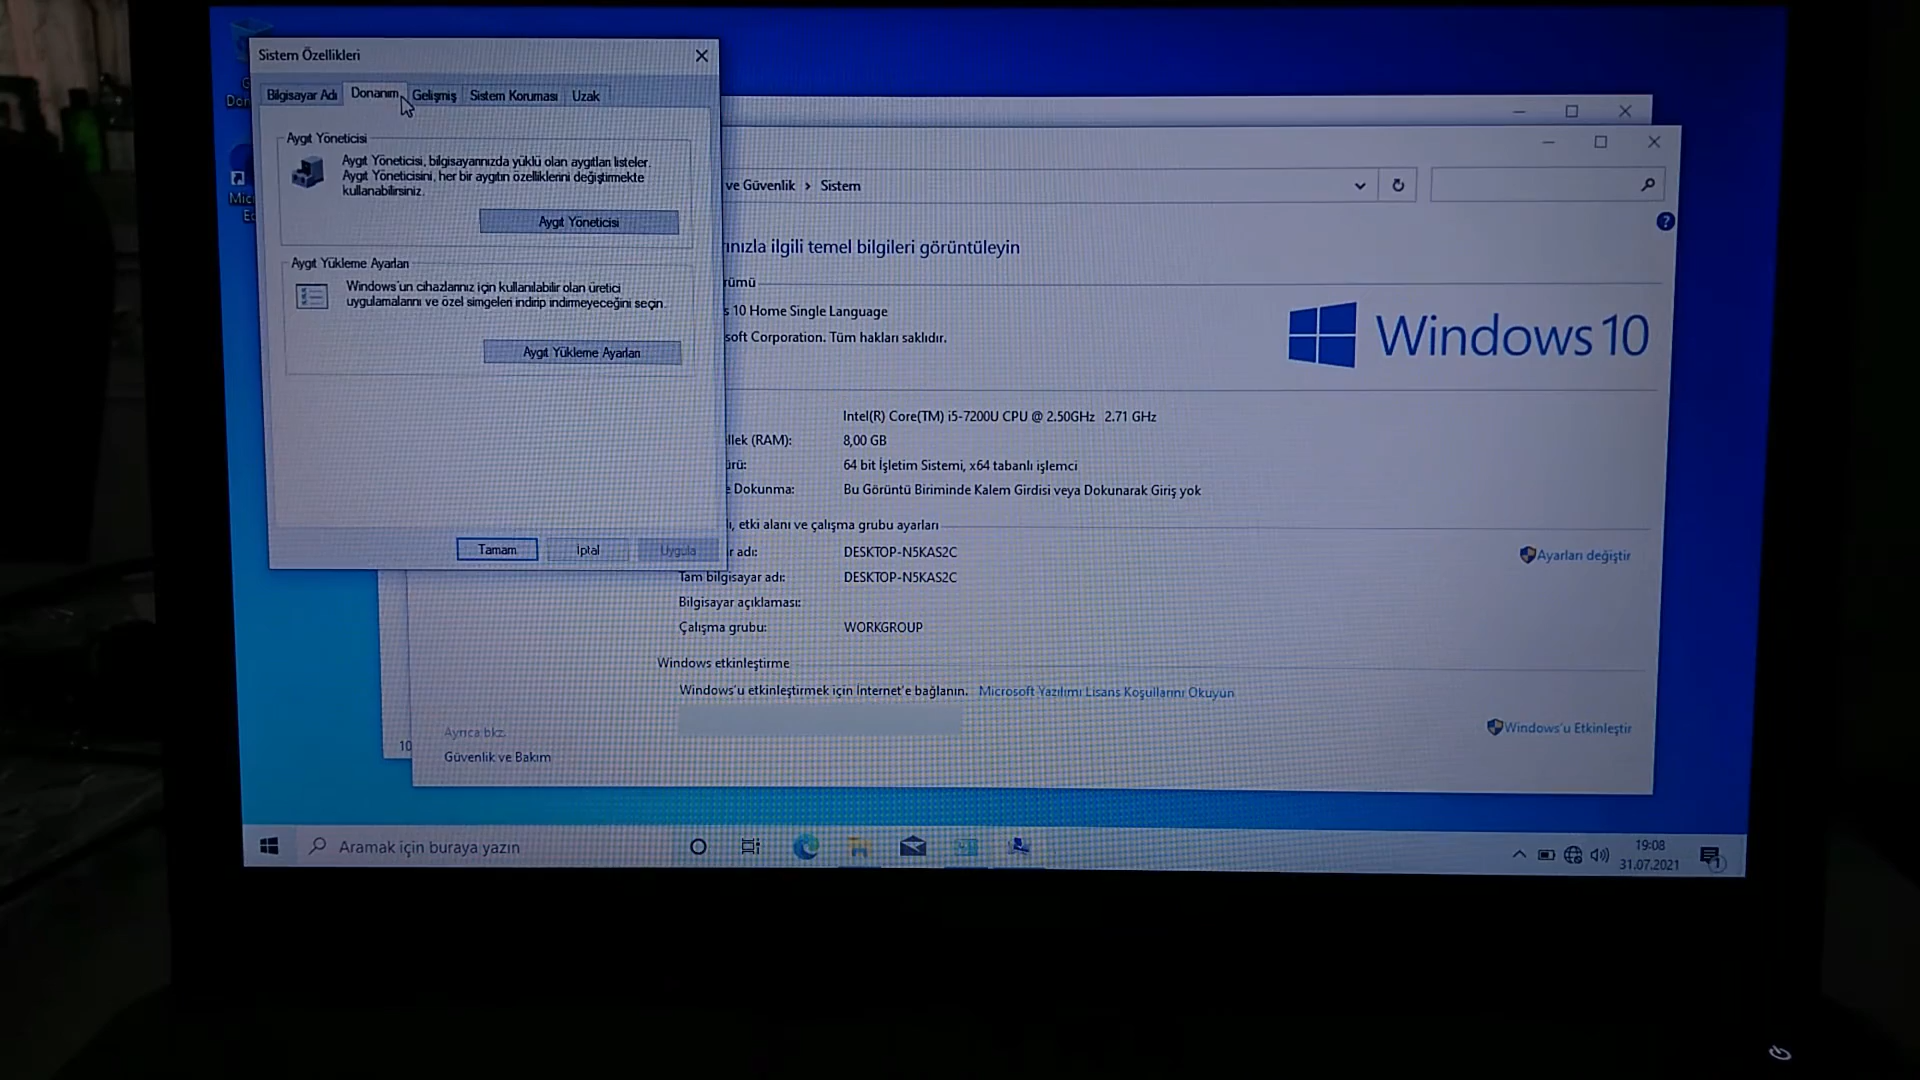 Sistem Özellikleri
Bilgisayar Adı Donanım Gelişmiş Sistem Koruması Uzak
Aygıt Yöneticisi
Aygıt Yöneticisi, bilgisayarınızda yüklü olan aygıtları listeler.
Aygıt Yöneticisini, her bir aygıtın özelliklerini değiştirmekte
kullanabilirsiniz.
Aygıt Yöneticisi
Aygıt Yükleme Ayarları
Windows'un cihazlarınız için kullanılabilir olan üretici
uygulamalarını ve özel simgeleri indirip indirmeyeceğini seçin.
Aygıt Yükleme Ayarları
Tamam İptal Uygula
ve Güvenlik › Sistem
ınızla ilgili temel bilgileri görüntüleyin
rümü
s 10 Home Single Language
soft Corporation. Tüm hakları saklıdır.
Windows 10
Intel(R) Core(TM) i5-7200U CPU @ 2.50GHz 2.71 GHz
llek (RAM): 8,00 GB
ürü: 64 bit İşletim Sistemi, x64 tabanlı işlemci
e Dokunma: Bu Görüntü Biriminde Kalem Girdisi veya Dokunarak Giriş yok
ı, etki alanı ve çalışma grubu ayarları
r adı: DESKTOP-N5KAS2C
Ayarları değiştir
Tam bilgisayar adı: DESKTOP-N5KAS2C
Bilgisayar açıklaması:
Çalışma grubu: WORKGROUP
Windows etkinleştirme
Windows'u etkinleştirmek için İnternet'e bağlanın. Microsoft Yazılımı Lisans Koşullarını Okuyun
Windows'u Etkinleştir
Ayrıca bkz.
Güvenlik ve Bakım
10
Aramak için buraya yazın
19:08
31.07.2021
1